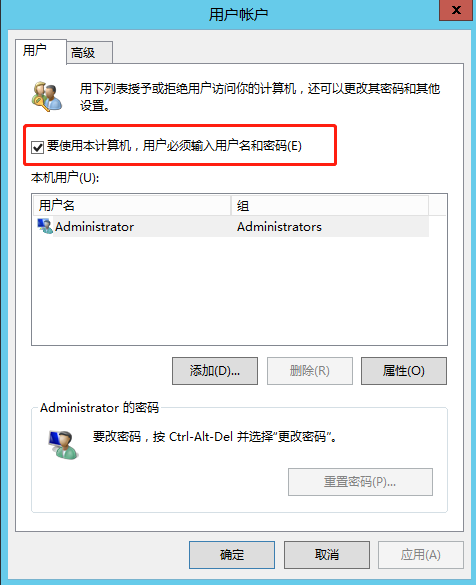 用户帐户
x
用户
高级
用下列表授予或拒绝用户访问你的计算机，还可以更改其密码和其他
设置。
要使用本计算机，用户必须输入用户名和密码(E)
本机用户(U):
用户名 组
Administrator Administrators
添加(D)... 删除(R) 属性(O)
Administrator 的密码
要改密码，按 Ctrl-Alt-Del 并选择"更改密码"。
重置密码(P)...
确定 取消 应用(A)